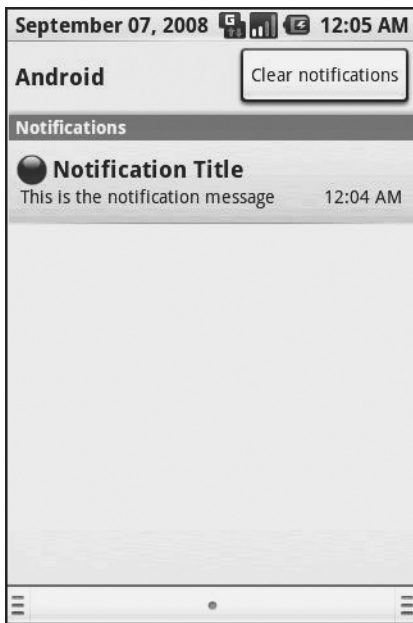 September 07, 2008 G 12:05 AM
Android
Clear notifications
Notifications
Notification Title
This is the notification message 12:04 AM